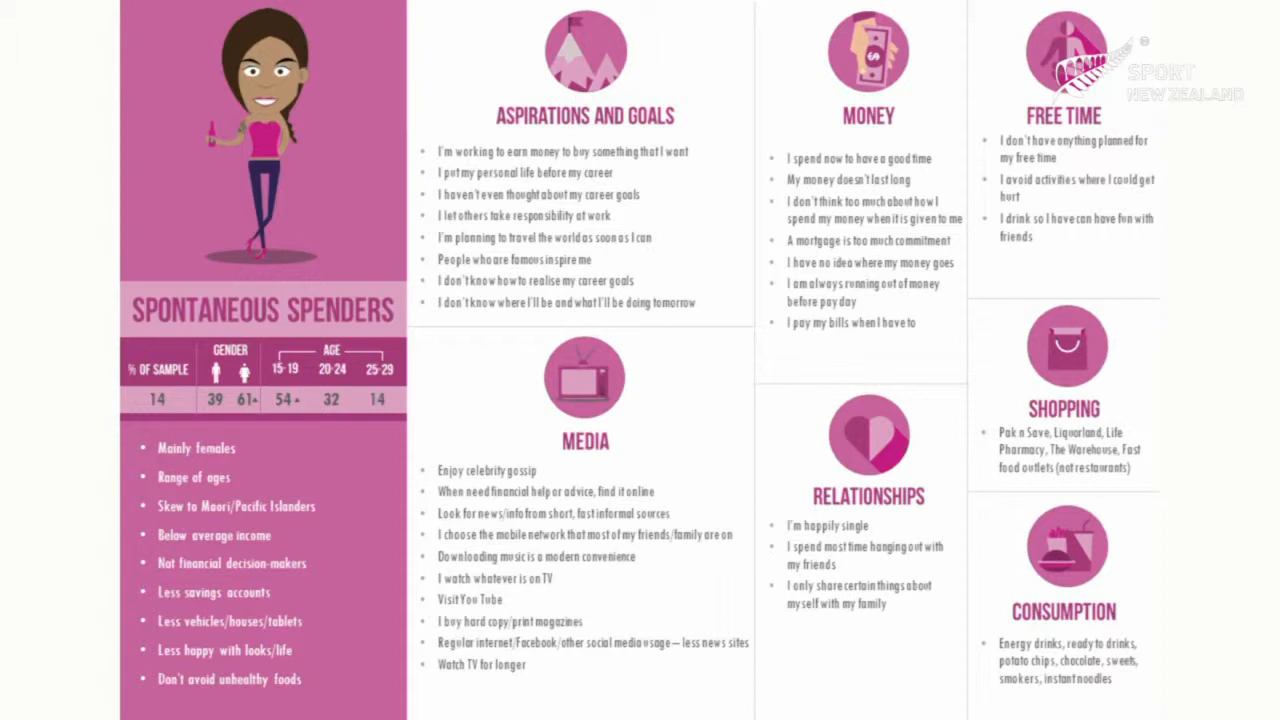 SPONTANEOUS SPENDERS
% OF SAMPLE
GENDER
AGE
15-19
20-24
25-29
14
39
61▲
54▲
32
14
• Mainly females
• Range of ages
• Skew to Maori/Pacific Islanders
• Below average income
• Not financial decision-makers
• Less savings accounts
• Less vehicles/houses/tablets
• Less happy with looks/life
• Don't avoid unhealthy foods
ASPIRATIONS AND GOALS
• I'm working to earn money to buy something that I want
• I put my personal life before my career
• I haven't even thought about my career goals
• I let others take responsibility at work
• I'm planning to travel the world as soon as I can
• People who are famous inspire me
• I don't know how to realise my career goals
• I don't know where I'll be and what I'll be doing tomorrow
MEDIA
• Enjoy celebrity gossip
• When need financial help or advice, find it online
• Look for news/info from short, fast informal sources
• I choose the mobile network that most of my friends/family are on
• Downloading music is a modern convenience
• I watch whatever is on TV
• Visit You Tube
• I buy hard copy/print magazines
• Regular internet/Facebook/other social media usage – less news sites
• Watch TV for longer
MONEY
• I spend now to have a good time
• My money doesn't last long
• I don't think too much about how I
spend my money when it is given to me
• A mortgage is too much commitment
• I have no idea where my money goes
• I am always running out of money
before pay day
• I pay my bills when I have to
RELATIONSHIPS
• I'm happily single
• I spend most time hanging out with
my friends
• I only share certain things about
myself with my family
FREE TIME
• I don't have anything planned for
my free time
• I avoid activities where I could get
hurt
• I drink so I have can have fun with
friends
SHOPPING
• Pak n Save, Liquorland, Life
Pharmacy, The Warehouse, Fast
food outlets (not restaurants)
CONSUMPTION
• Energy drinks, ready to drinks,
potato chips, chocolate, sweets,
smokers, instant noodles
®
SPORT
NEW ZEALAND